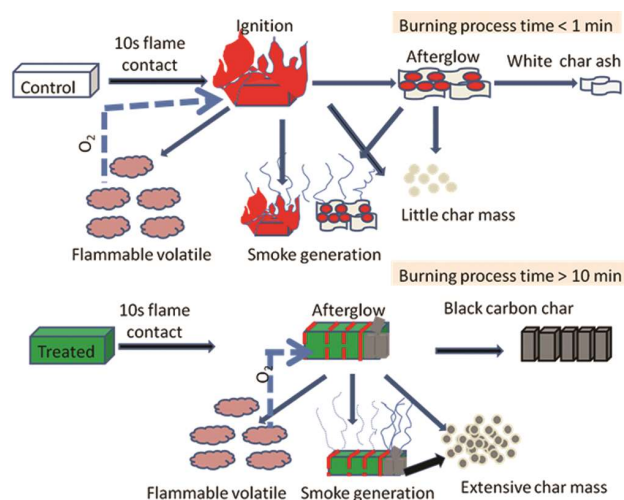 Ignition
Burning process time < 1 min
10s flame
contact
Afterglow
White char ash
Control
O2
Little char mass
Flammable volatile
Smoke generation
Burning process time > 10 min
10s flame
contact
Afterglow
Black carbon char
Treated
O2
Flammable volatile
Smoke generation
Extensive char mass